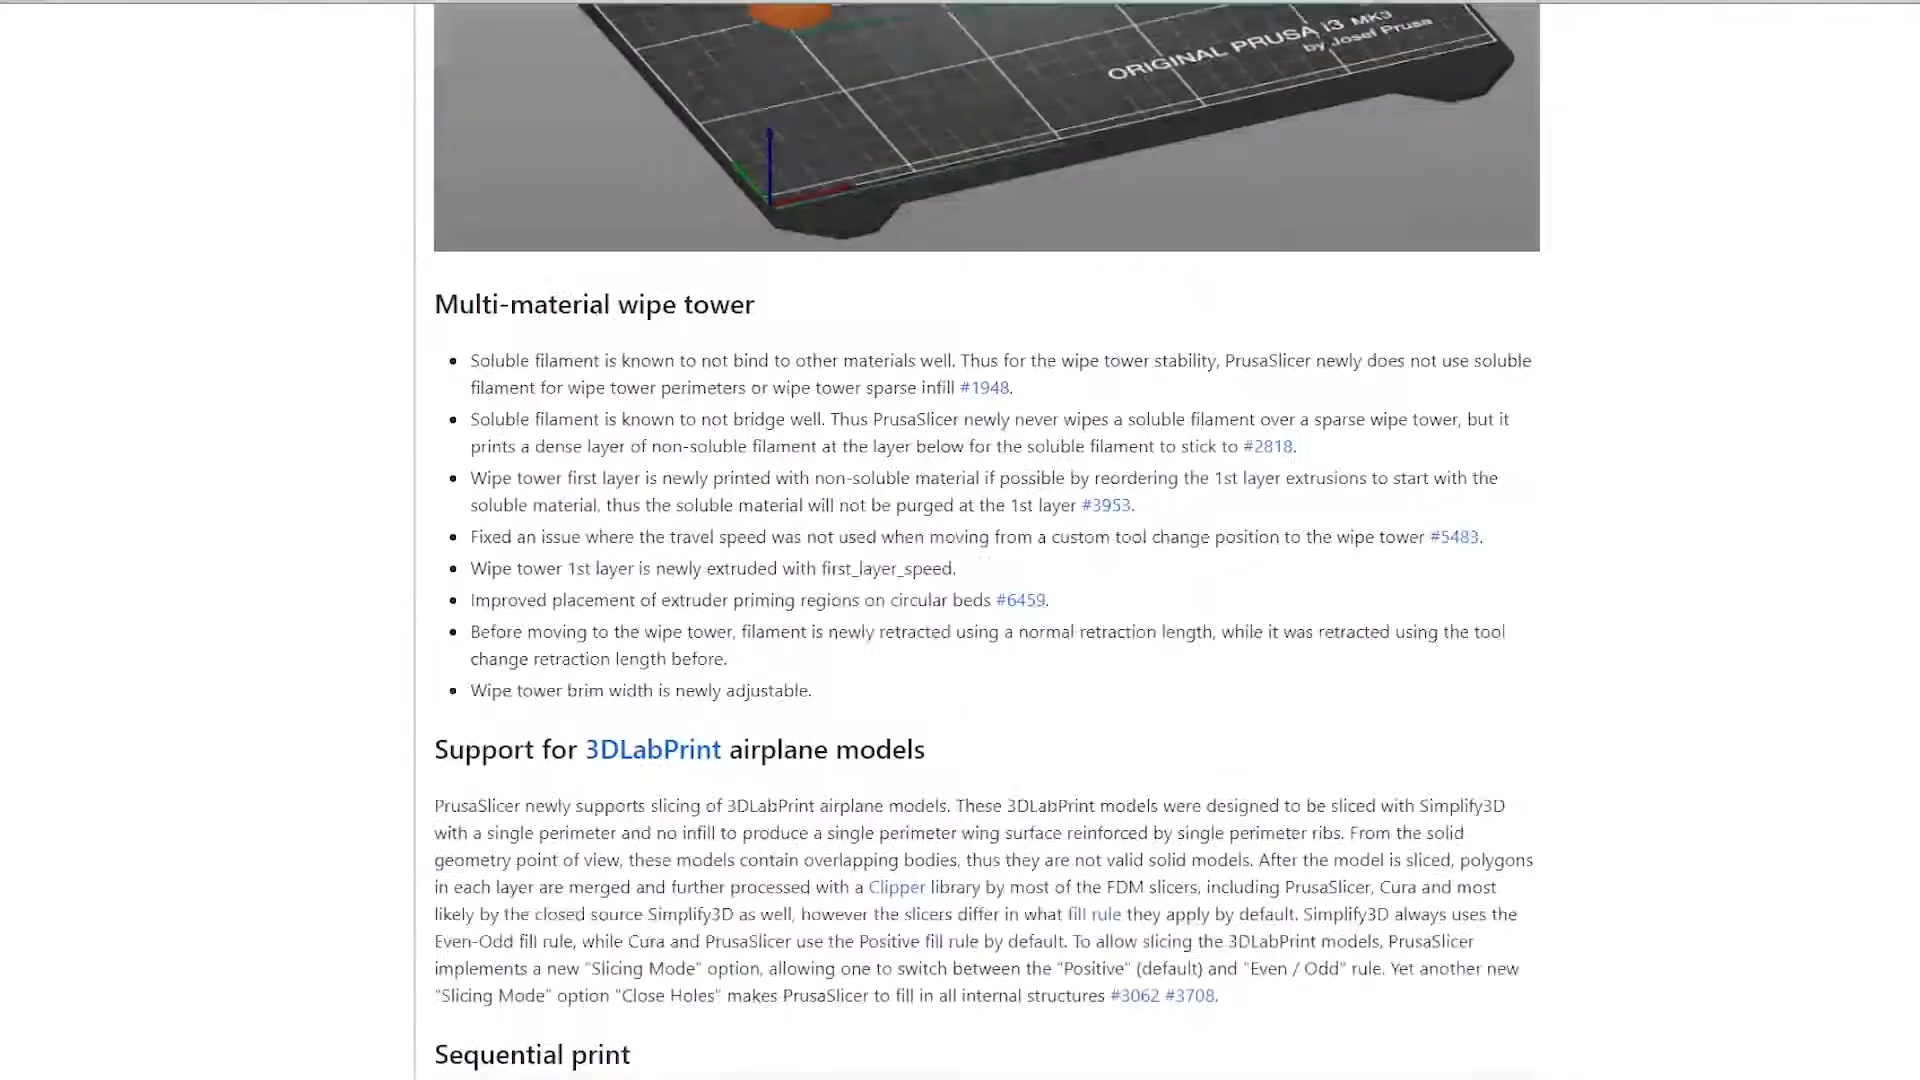 ORIGINAL PRUSA i3 MK3
by Josef Prusa
Multi-material wipe tower
Soluble filament is known to not bind to other materials well. Thus for the wipe tower stability, PrusaSlicer newly does not use soluble
filament for wipe tower perimeters or wipe tower sparse infill #1948.
Soluble filament is known to not bridge well. Thus PrusaSlicer newly never wipes a soluble filament over a sparse wipe tower, but it
prints a dense layer of non-soluble filament at the layer below for the soluble filament to stick to #2818.
Wipe tower first layer is newly printed with non-soluble material if possible by reordering the 1st layer extrusions to start with the
soluble material, thus the soluble material will not be purged at the 1st layer #3953.
Fixed an issue where the travel speed was not used when moving from a custom tool change position to the wipe tower #5483.
Wipe tower 1st layer is newly extruded with first_layer_speed.
Improved placement of extruder priming regions on circular beds #6459.
Before moving to the wipe tower, filament is newly retracted using a normal retraction length, while it was retracted using the tool
change retraction length before.
Wipe tower brim width is newly adjustable.
Support for 3DLabPrint airplane models
PrusaSlicer newly supports slicing of 3DLabPrint airplane models. These 3DLabPrint models were designed to be sliced with Simplify3D
with a single perimeter and no infill to produce a single perimeter wing surface reinforced by single perimeter ribs. From the solid
geometry point of view, these models contain overlapping bodies, thus they are not valid solid models. After the model is sliced, polygons
in each layer are merged and further processed with a Clipper library by most of the FDM slicers, including PrusaSlicer, Cura and most
likely by the closed source Simplify3D as well, however the slicers differ in what fill rule they apply by default. Simplify3D always uses the
Even-Odd fill rule, while Cura and PrusaSlicer use the Positive fill rule by default. To allow slicing the 3DLabPrint models, PrusaSlicer
implements a new "Slicing Mode" option, allowing one to switch between the "Positive" (default) and "Even / Odd" rule. Yet another new
"Slicing Mode" option "Close Holes" makes PrusaSlicer to fill in all internal structures #3062 #3708.
Sequential print